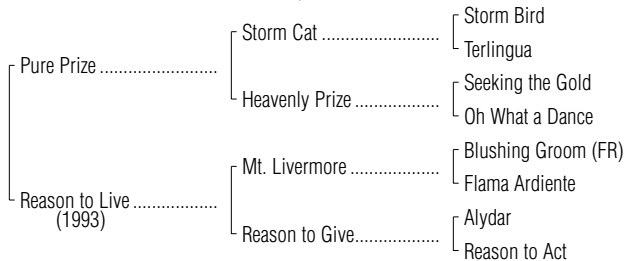 Storm Bird
Storm Cat ......................
Terlingua
Pure Prize ......................
Seeking the Gold
Heavenly Prize ................
Oh What a Dance
Blushing Groom (FR)
Mt. Livermore .................
Flama Ardiente
Reason to Live ................
(1993)
Alydar
Reason to Give................
Reason to Act